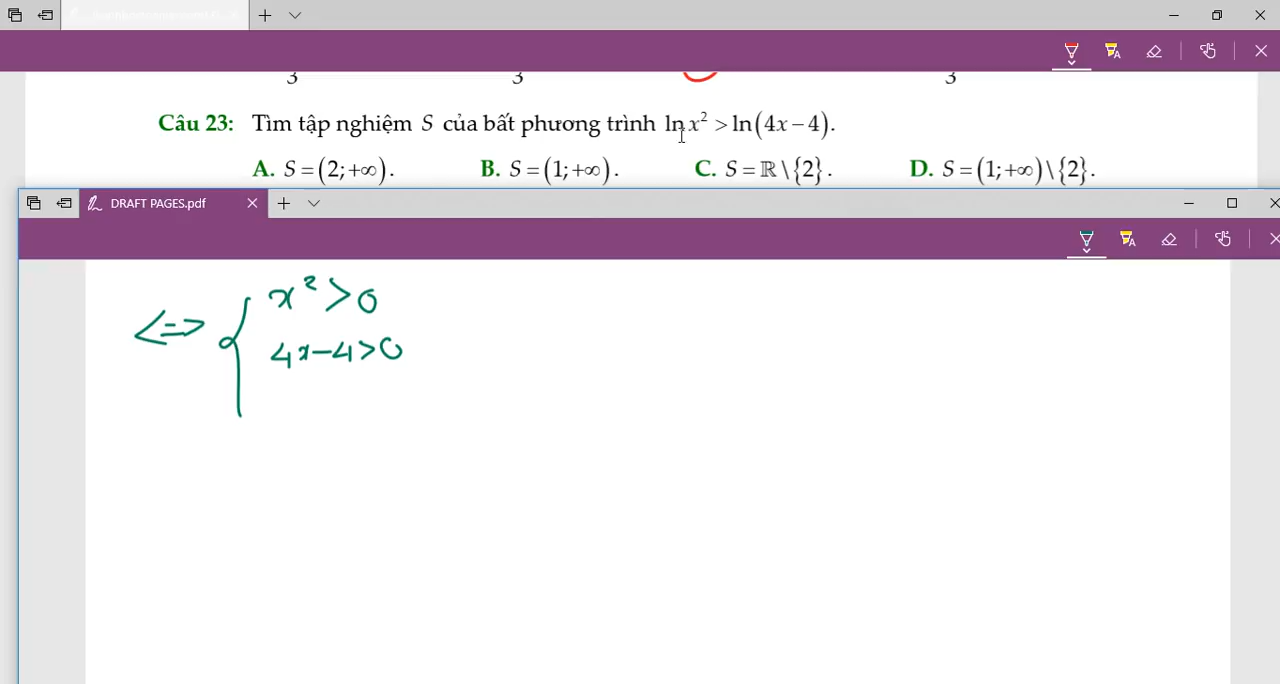 3 3 3
Câu 23: Tìm tập nghiệm S của bất phương trình ln x² > ln(4x − 4).
A. S = (2; +∞). B. S = (1; +∞). C. S = ℝ \ {2}. D. S = (1; +∞) \ {2}.
DRAFT PAGES.pdf
x² > 0
<=> {
4x − 4 > 0